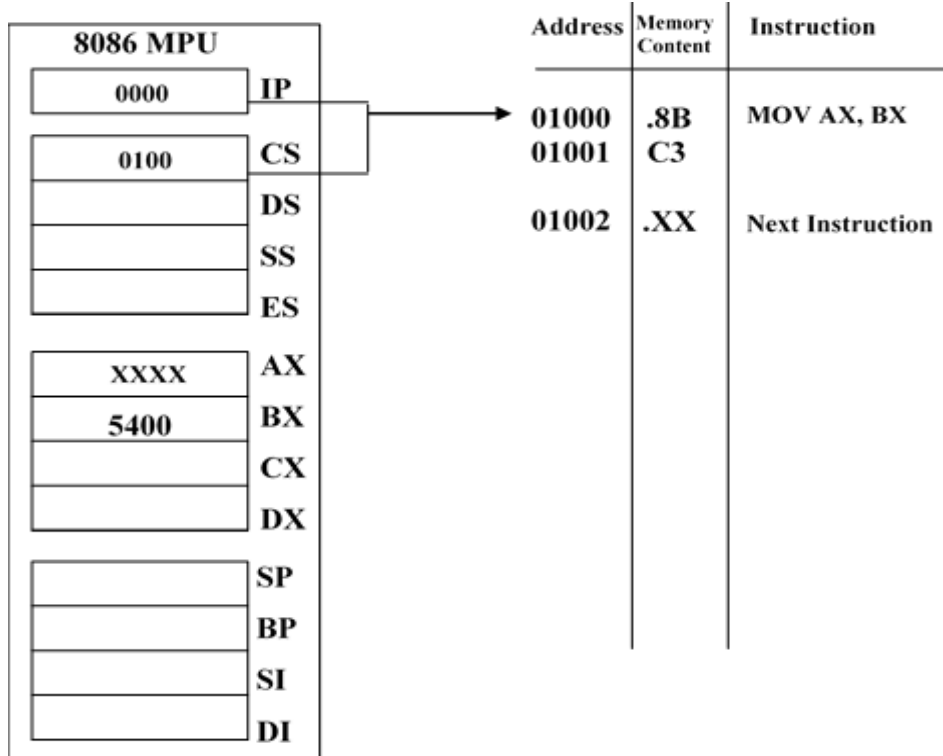 8086 MPU
0000 IP
0100 CS
DS
SS
ES
XXXX AX
5400 BX
CX
DX
SP
BP
SI
DI
Address Memory Content Instruction
01000 .8B MOV AX, BX
01001 C3
01002 .XX Next Instruction